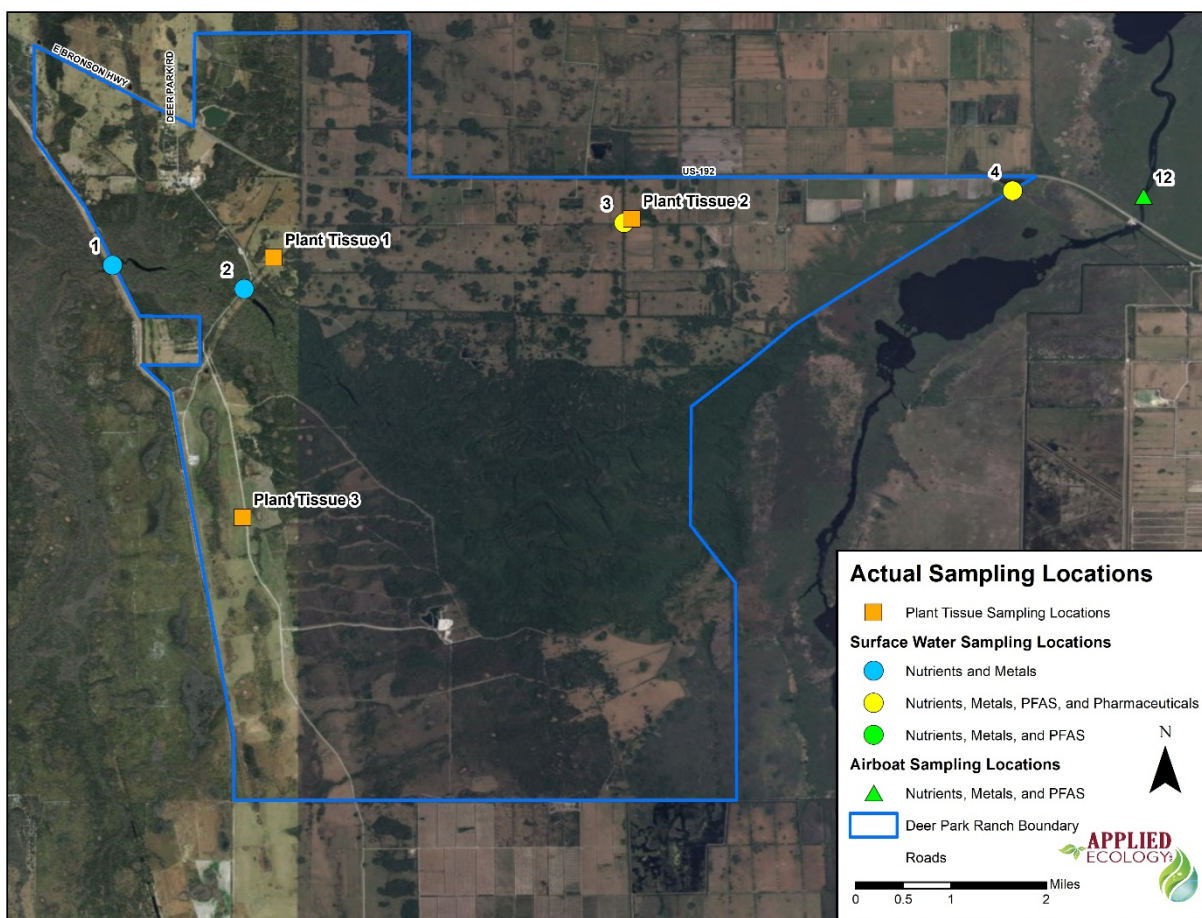 E BRONSON HWY
DEER PARK RD
US-192
4
12
3
Plant Tissue 2
Plant Tissue 1
1
2
Plant Tissue 3
Actual Sampling Locations
Plant Tissue Sampling Locations
Surface Water Sampling Locations
Nutrients and Metals
Nutrients, Metals, PFAS, and Pharmaceuticals
Nutrients, Metals, and PFAS
Airboat Sampling Locations
Nutrients, Metals, and PFAS
Deer Park Ranch Boundary
Roads
N
APPLIED
ECOLOGY
Miles
0 0.5 1 2